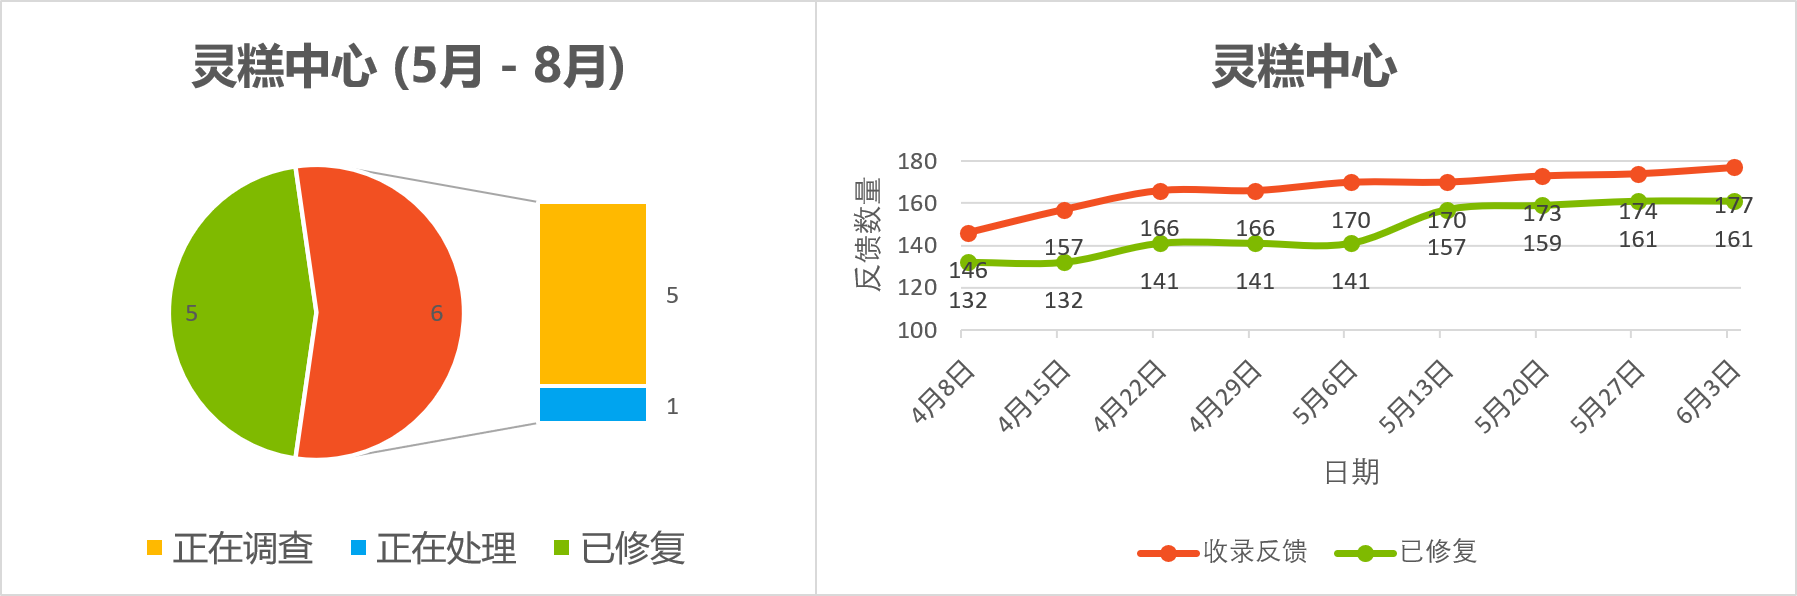 灵糕中心 (5月 - 8月)
5
6
5
1
正在调查
正在处理
已修复
灵糕中心
反馈数量
180
160
140
120
100
146
157
166
166
170
170
173
174
177
132
132
141
141
141
157
159
161
161
4月8日
4月15日
4月22日
4月29日
5月6日
5月13日
5月20日
5月27日
6月3日
日期
收录反馈
已修复